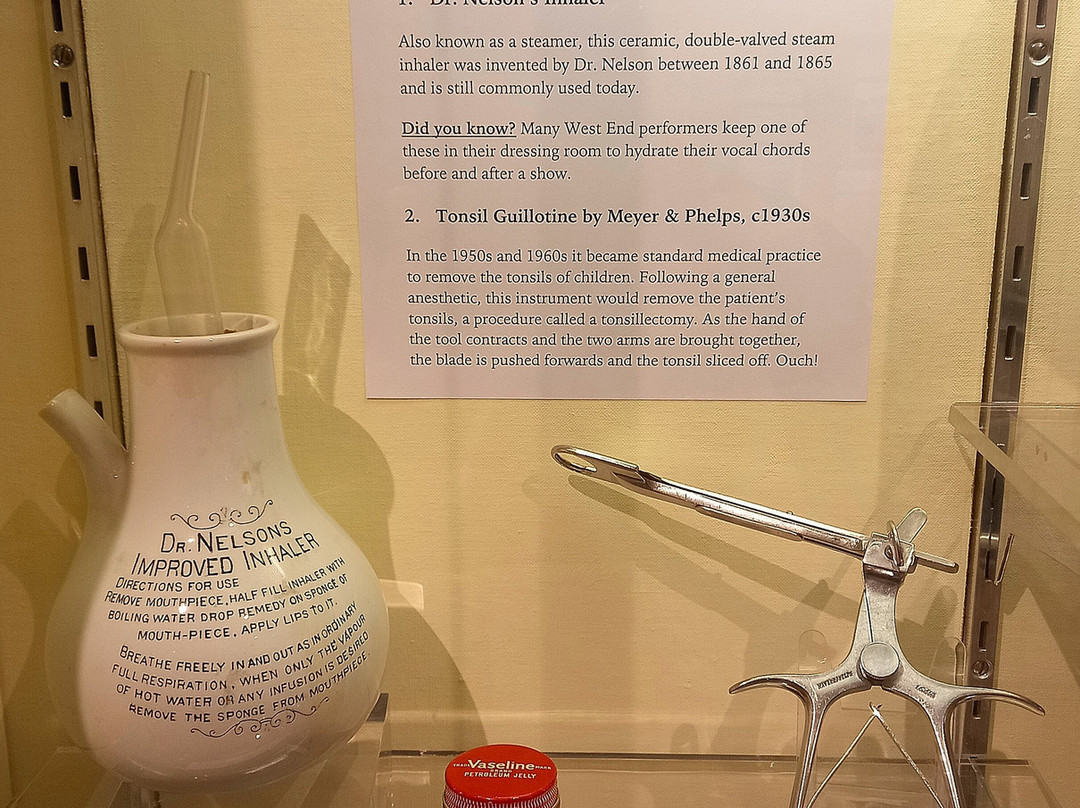 1. Dr. Nelson's Inhaler
Also known as a steamer, this ceramic, double-valved steam
inhaler was invented by Dr. Nelson between 1861 and 1865
and is still commonly used today.
Did you know? Many West End performers keep one of
these in their dressing room to hydrate their vocal chords
before and after a show.
2. Tonsil Guillotine by Meyer & Phelps, c1930s
In the 1950s and 1960s it became standard medical practice
to remove the tonsils of children. Following a general
anesthetic, this instrument would remove the patient's
tonsils, a procedure called a tonsillectomy. As the hand of
the tool contracts and the two arms are brought together,
the blade is pushed forwards and the tonsil sliced off. Ouch!
DR. NELSONS
IMPROVED INHALER
DIRECTIONS FOR USE
REMOVE MOUTHPIECE, HALF FILL INHALER WITH
BOILING WATER DROP REMEDY ON SPONGE OF
MOUTH-PIECE, APPLY LIPS TO IT.
BREATHE FREELY IN AND OUT AS IN ORDINARY
FULL RESPIRATION, WHEN ONLY THE VAPOUR
OF HOT WATER OR ANY INFUSION IS DESIRED
REMOVE THE SPONGE FROM MOUTHPIECE.
TRADE Vaseline MARK
PETROLEUM JELLY